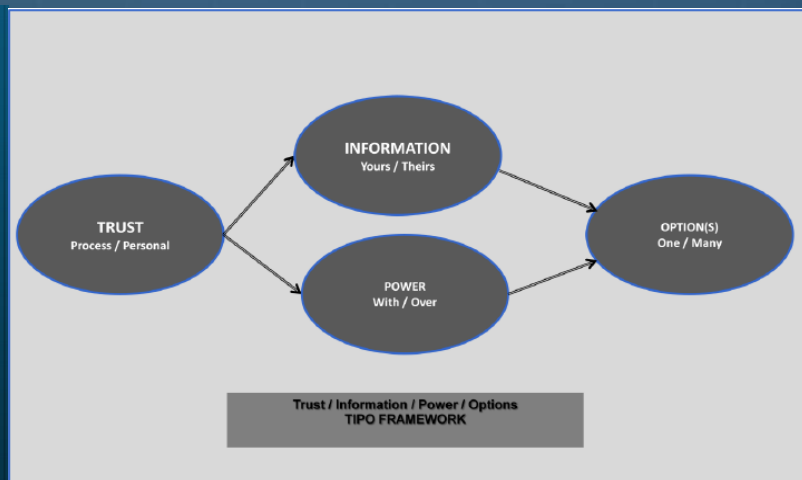 INFORMATION
Yours / Theirs
TRUST
Process / Personal
OPTION(S)
One / Many
POWER
With / Over
Trust / Information / Power / Options
TIPO FRAMEWORK